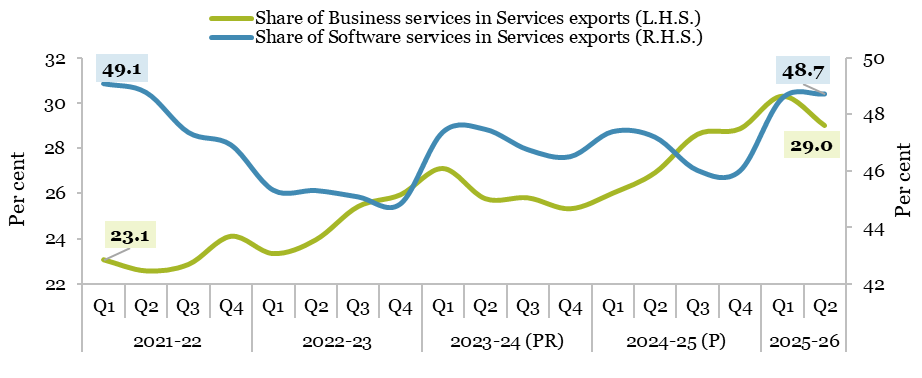 Share of Business services in Services exports (L.H.S.)
Share of Software services in Services exports (R.H.S.)
32 50
49.1 48.7
30 48
28
29.0
46
26
Per cent Per cent
24 44
23.1
22 42
Q1 Q2 Q3 Q4 Q1 Q2 Q3 Q4 Q1 Q2 Q3 Q4 Q1 Q2 Q3 Q4 Q1 Q2
2021-22 2022-23 2023-24 (PR) 2024-25 (P) 2025-26